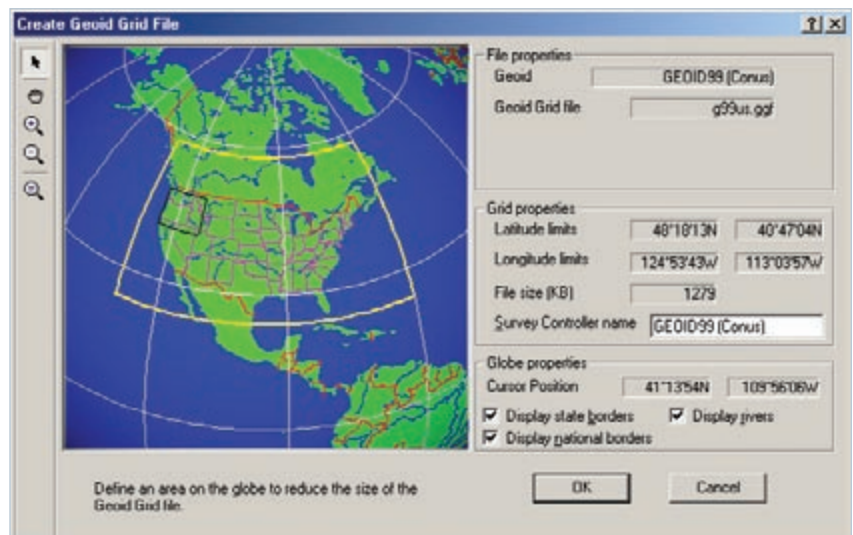 Create Geoid Grid File
File properties
Geoid GEOID99 (Conus)
Geoid Grid file g99us.ggf
Grid properties
Latitude limits 48°18'13N 40°47'04N
Longitude limits 124°53'43W 113°03'57W
File size (KB) 1279
Survey Controller name GEOID99 (Conus)
Globe properties
Cursor Position 41°13'54N 109°56'06W
Display state borders Display rivers
Display national borders
Define an area on the globe to reduce the size of the
Geoid Grid file.
OK Cancel